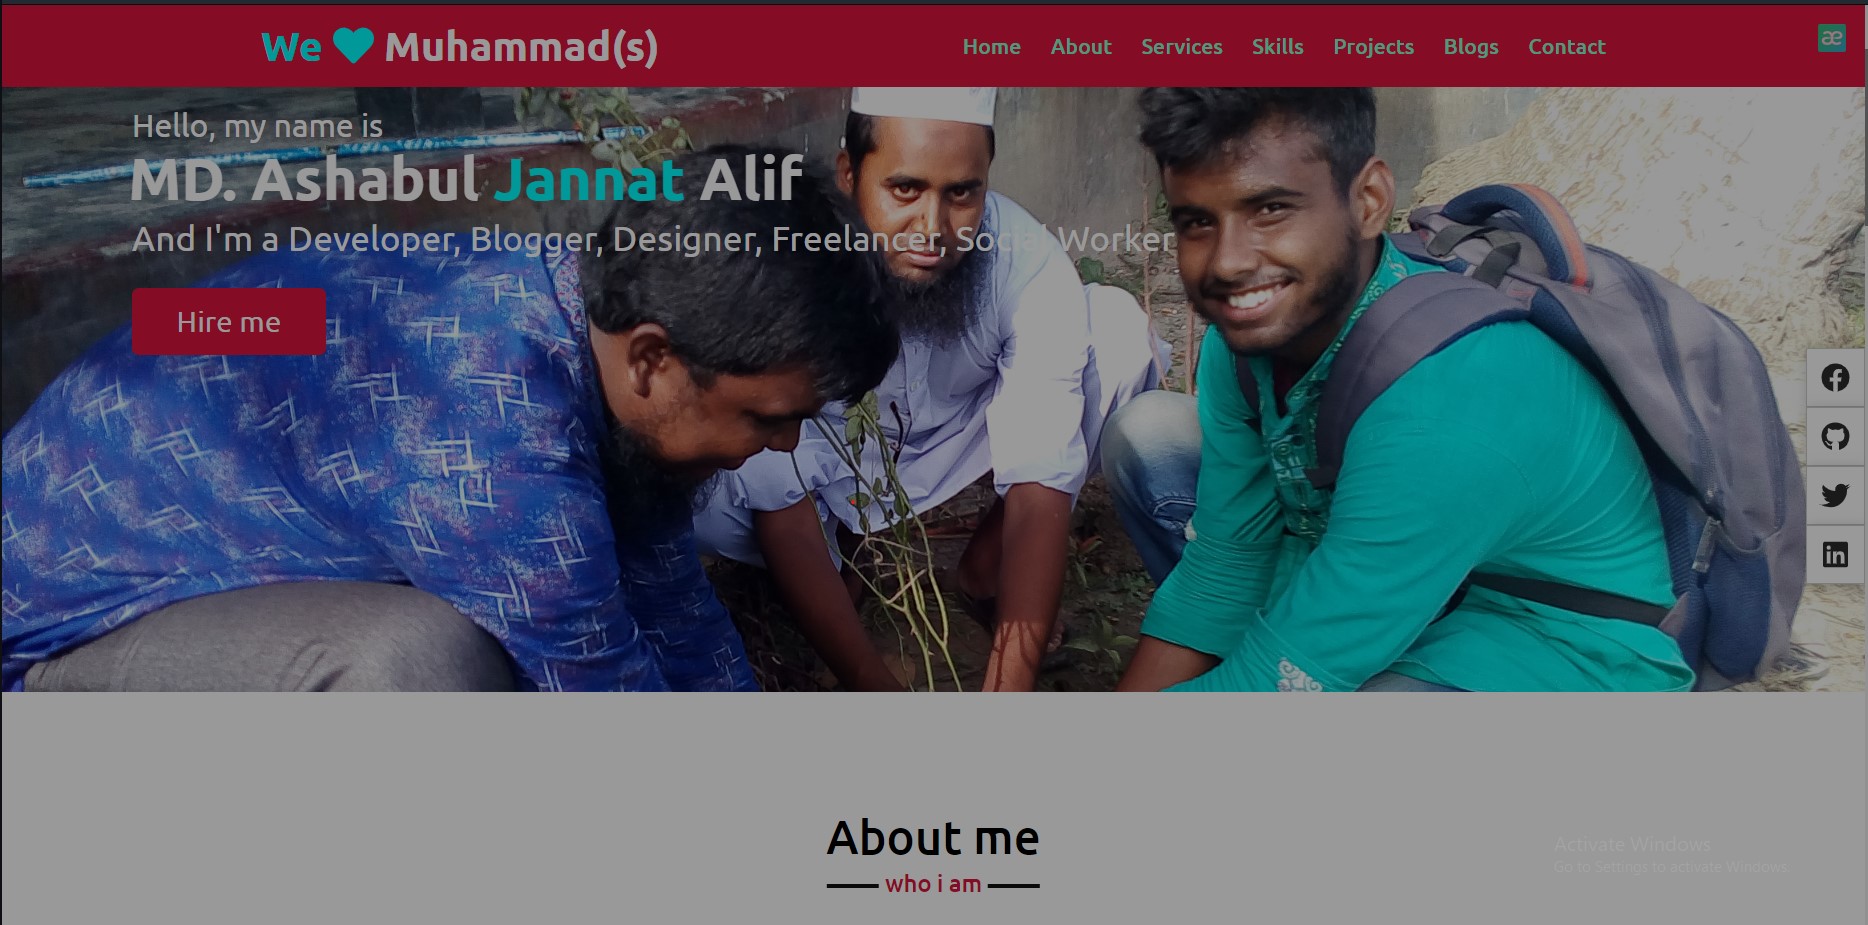 We ♥ Muhammad(s)
Home About Services Skills Projects Blogs Contact
æ
Hello, my name is
MD. Ashabul Jannat Alif
And I'm a Developer, Blogger, Designer, Freelancer, Social Worker
Hire me
About me
who i am
Activate Windows
Go to Settings to activate Windows.